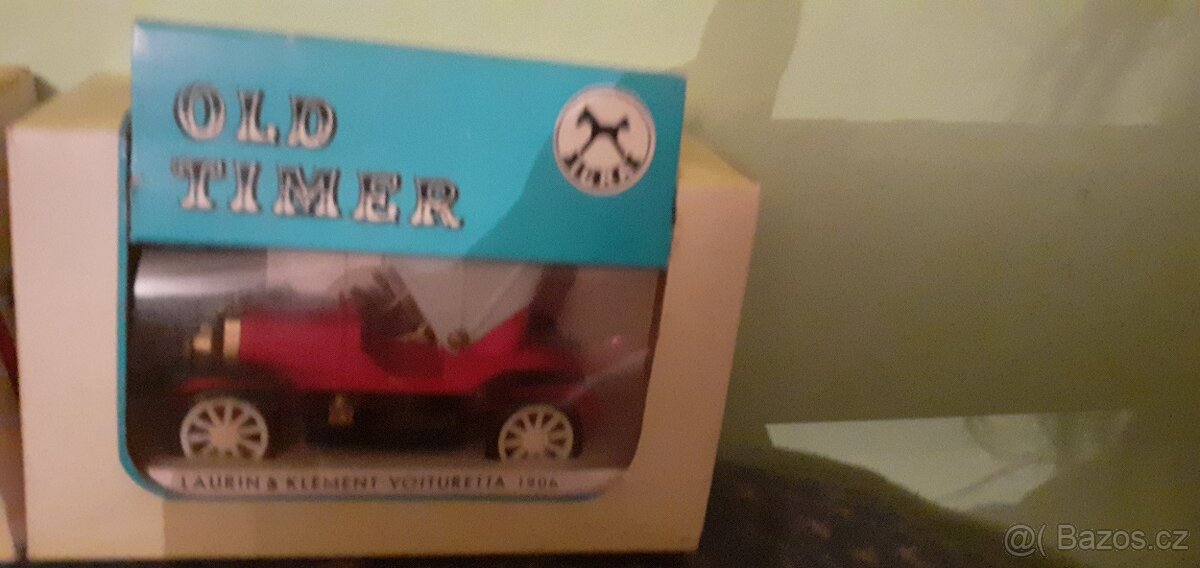 OLD
TIMER
LAURIN & KLEMENT VOITURETTA 1906
@( Bazos.cz